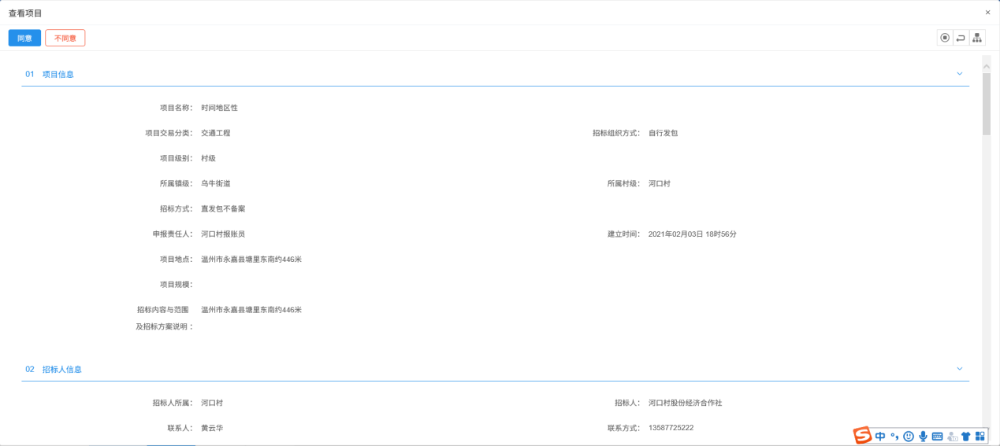 查看项目
×
同意 不同意
01 项目信息
项目名称： 时间地区性
项目交易分类： 交通工程 招标组织方式： 自行发包
项目级别： 村级
所属镇级： 乌牛街道 所属村级： 河口村
招标方式： 直发包不备案
申报责任人： 河口村报账员 建立时间： 2021年02月03日 18时56分
项目地点： 温州市永嘉县塘里东南约446米
项目规模：
招标内容与范围 温州市永嘉县塘里东南约446米
及招标方案说明：
02 招标人信息
招标人所属： 河口村 招标人： 河口村股份经济合作社
联系人： 黄云华 联系方式： 13587725222
S 中